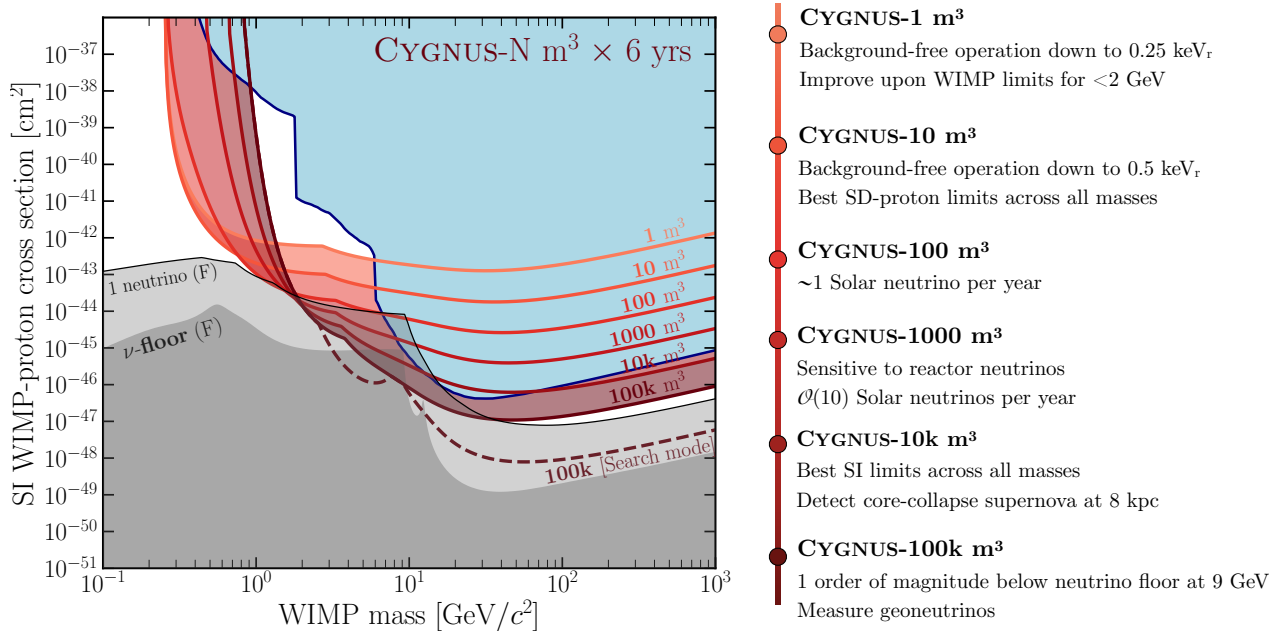 CYGNUS-N m³ × 6 yrs
SI WIMP-proton cross section [cm²]
10⁻³⁷
10⁻³⁸
10⁻³⁹
10⁻⁴⁰
10⁻⁴¹
10⁻⁴²
10⁻⁴³
10⁻⁴⁴
10⁻⁴⁵
10⁻⁴⁶
10⁻⁴⁷
10⁻⁴⁸
10⁻⁴⁹
10⁻⁵⁰
10⁻⁵¹
1 m³
10 m³
100 m³
1000 m³
10k m³
100k m³
100k [Search mode]
1 neutrino (F)
ν-floor (F)
10⁻¹ 10⁰ 10¹ 10² 10³
WIMP mass [GeV/c²]
CYGNUS-1 m³
Background-free operation down to 0.25 keVᵣ
Improve upon WIMP limits for <2 GeV
CYGNUS-10 m³
Background-free operation down to 0.5 keVᵣ
Best SD-proton limits across all masses
CYGNUS-100 m³
~1 Solar neutrino per year
CYGNUS-1000 m³
Sensitive to reactor neutrinos
𝒪(10) Solar neutrinos per year
CYGNUS-10k m³
Best SI limits across all masses
Detect core-collapse supernova at 8 kpc
CYGNUS-100k m³
1 order of magnitude below neutrino floor at 9 GeV
Measure geoneutrinos